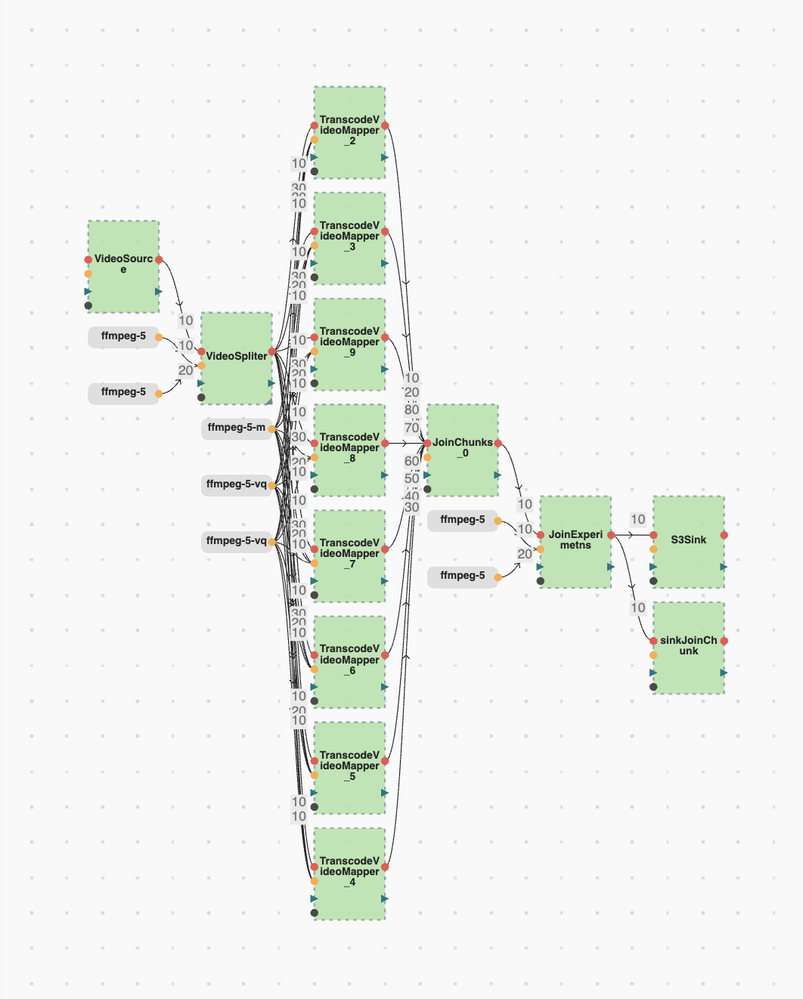 TranscodeV
ideoMapper
_2
10
30
10
TranscodeV
ideoMapper
_3
10
30
20
10
VideoSourc
e
10
ffmpeg-5
10
VideoSpliter
20
ffmpeg-5
TranscodeV
ideoMapper
_9
10
30
20
10
10
20
80
70
TranscodeV
ideoMapper
_8
10
30
20
10
ffmpeg-5-m
ffmpeg-5-vq
ffmpeg-5-vq
JoinChunks
_0
60
50
40
30
TranscodeV
ideoMapper
_7
10
30
20
10
ffmpeg-5
10
10
20
ffmpeg-5
JoinExperi
metns
10
S3Sink
10
sinkJoinCh
unk
TranscodeV
ideoMapper
_6
10
30
20
10
TranscodeV
ideoMapper
_5
10
20
10
TranscodeV
ideoMapper
_4
10
10